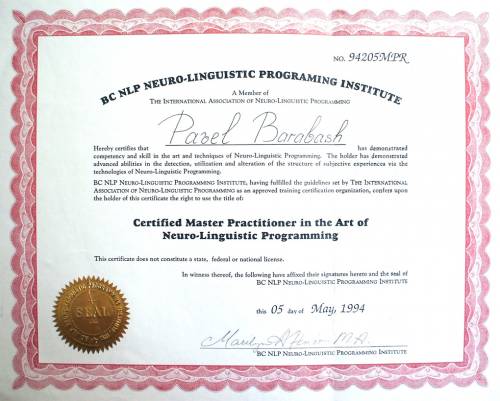 NO. 94205MPR
BC NLP NEURO-LINGUISTIC PROGRAMING INSTITUTE
A Member of
THE INTERNATIONAL ASSOCIATION OF NEURO-LINGUISTIC PROGRAMMING
Pavel Barabash
Hereby certifies that has demonstrated
competency and skill in the art and techniques of Neuro-Linguistic Programming. The holder has demonstrated
advanced abilities in the detection, utilization and alteration of the structure of subjective experiences via the
technologies of Neuro-Linguistic Programming.
BC NLP NEURO-LINGUISTIC PROGRAMMING INSTITUTE, having fulfilled the guidelines set by THE INTERNATIONAL
ASSOCIATION OF NEURO-LINGUISTIC PROGRAMMING as an approved training certification organization, confers upon
the holder of this certificate the right to use the title of:
Certified Master Practitioner in the Art of
Neuro-Linguistic Programming
This certificate does not constitute a state, federal or national license.
In witness thereof, the following have affixed their signatures hereto and the seal of
BC NLP NEURO-LINGUISTIC PROGRAMMING INSTITUTE
this 05 day of May, 1994
SEAL
M.A.
BC NLP NEURO-LINGUISTIC PROGRAMMING INSTITUTE